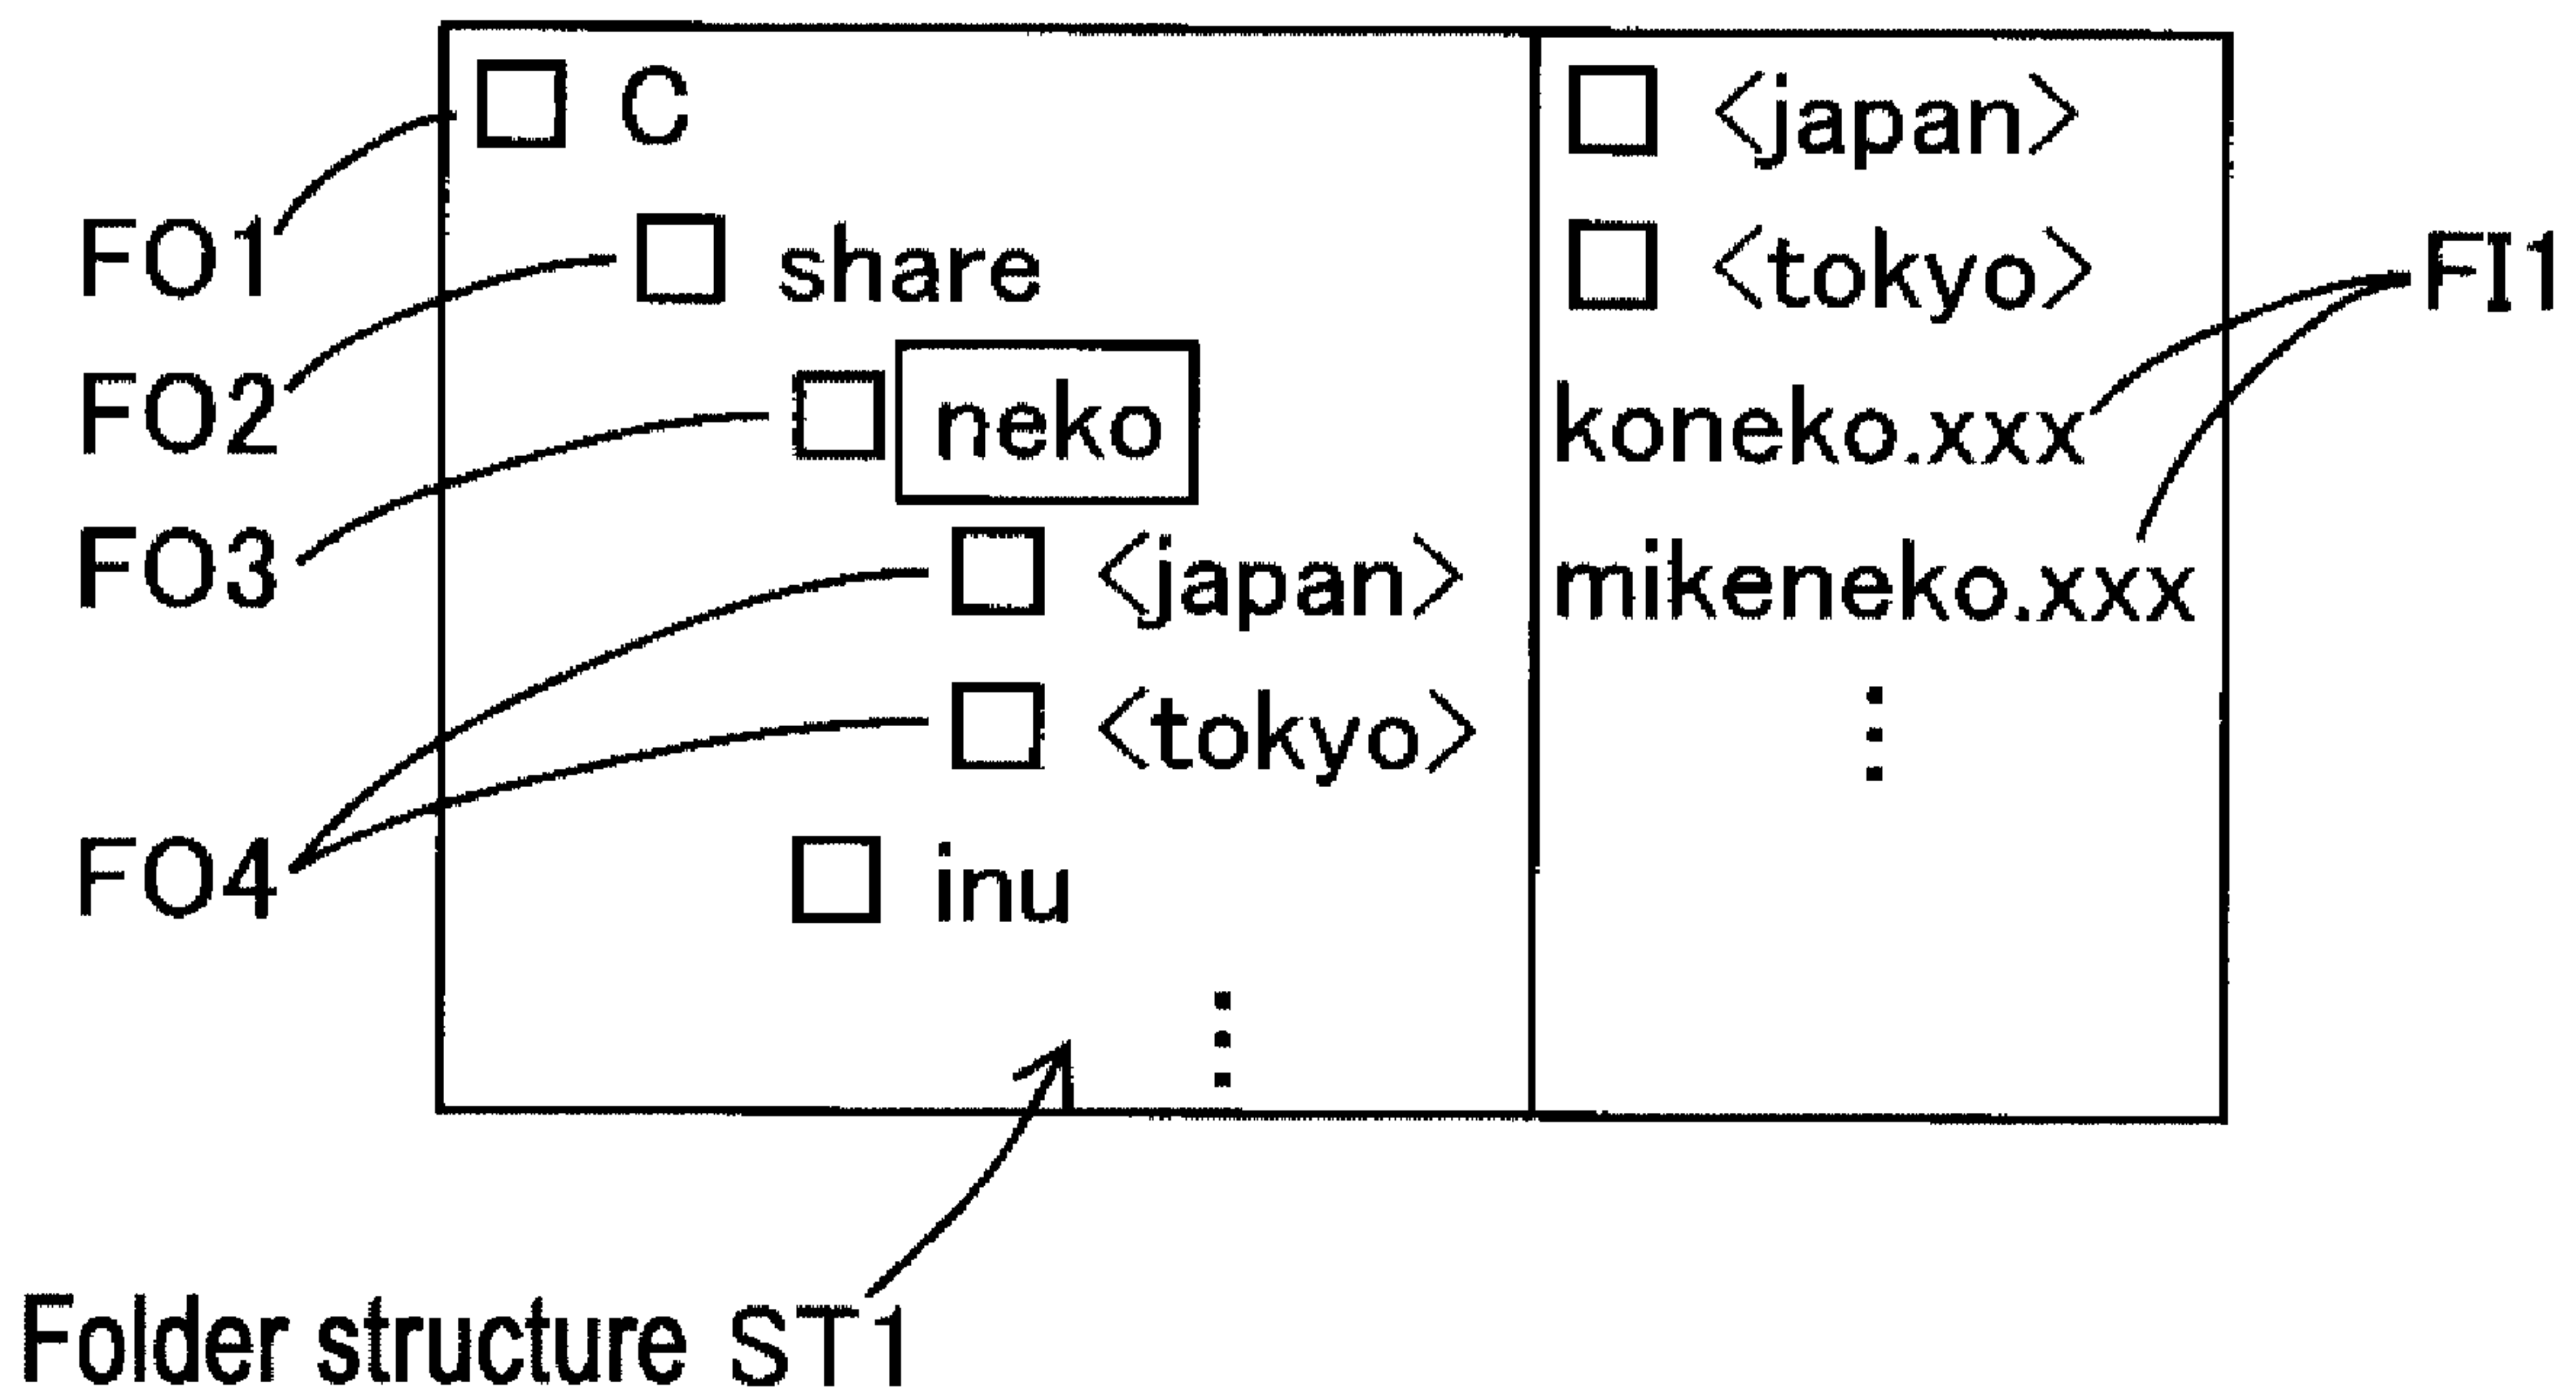 C
share
neko
<japan>
<tokyo>
inu
<japan>
<tokyo>
koneko.xxx
mikeneko.xxx
FO1
FO2
FO3
FO4
FI1
Folder structure ST1